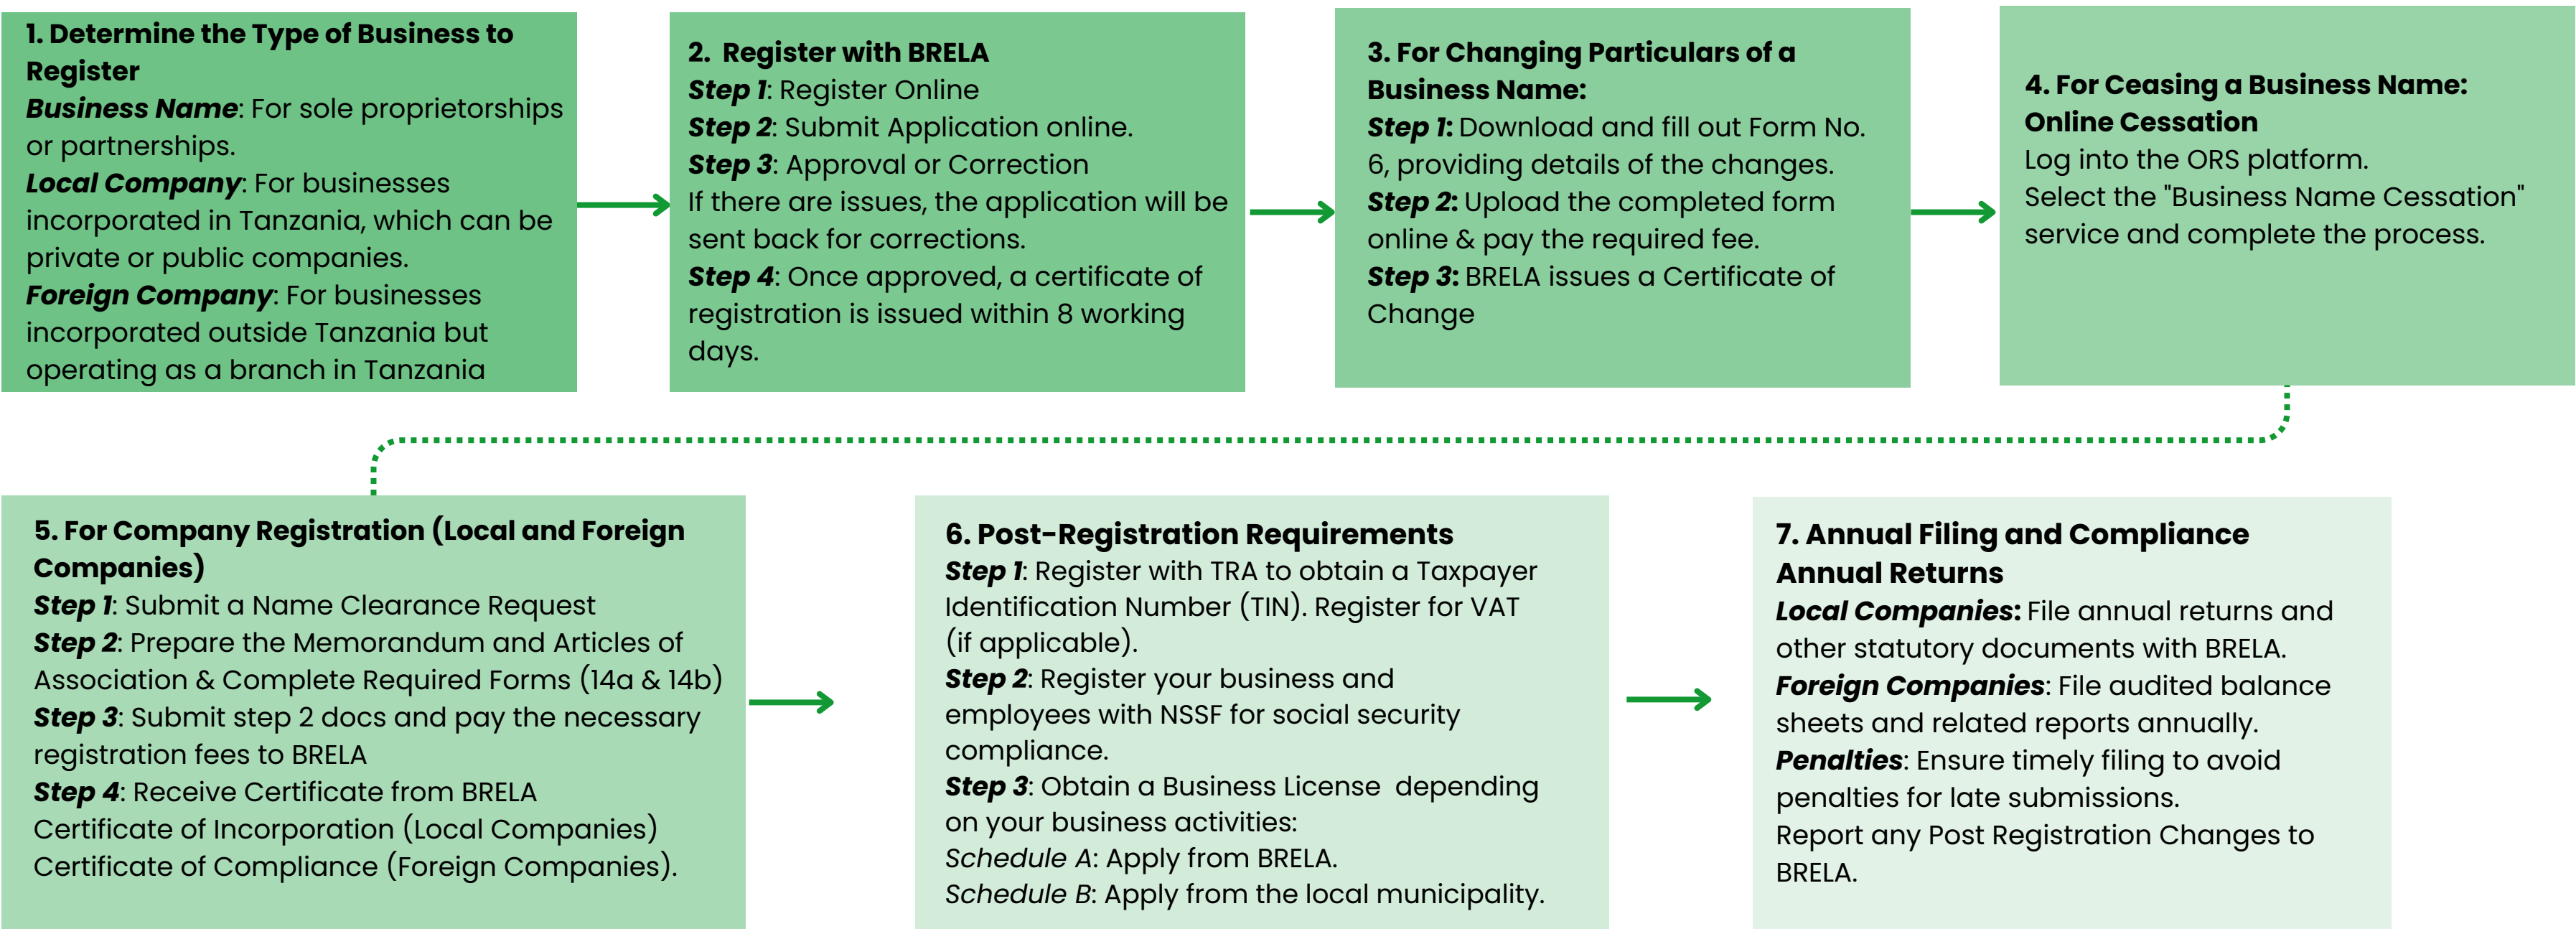 1. Determine the Type of Business to
Register
Business Name: For sole proprietorships
or partnerships.
Local Company: For businesses
incorporated in Tanzania, which can be
private or public companies.
Foreign Company: For businesses
incorporated outside Tanzania but
operating as a branch in Tanzania
2. Register with BRELA
Step 1: Register Online
Step 2: Submit Application online.
Step 3: Approval or Correction
If there are issues, the application will be
sent back for corrections.
Step 4: Once approved, a certificate of
registration is issued within 8 working
days.
3. For Changing Particulars of a
Business Name:
Step 1: Download and fill out Form No.
6, providing details of the changes.
Step 2: Upload the completed form
online & pay the required fee.
Step 3: BRELA issues a Certificate of
Change
4. For Ceasing a Business Name:
Online Cessation
Log into the ORS platform.
Select the "Business Name Cessation"
service and complete the process.
5. For Company Registration (Local and Foreign
Companies)
Step 1: Submit a Name Clearance Request
Step 2: Prepare the Memorandum and Articles of
Association & Complete Required Forms (14a & 14b)
Step 3: Submit step 2 docs and pay the necessary
registration fees to BRELA
Step 4: Receive Certificate from BRELA
Certificate of Incorporation (Local Companies)
Certificate of Compliance (Foreign Companies).
6. Post-Registration Requirements
Step 1: Register with TRA to obtain a Taxpayer
Identification Number (TIN). Register for VAT
(if applicable).
Step 2: Register your business and
employees with NSSF for social security
compliance.
Step 3: Obtain a Business License depending
on your business activities:
Schedule A: Apply from BRELA.
Schedule B: Apply from the local municipality.
7. Annual Filing and Compliance
Annual Returns
Local Companies: File annual returns and
other statutory documents with BRELA.
Foreign Companies: File audited balance
sheets and related reports annually.
Penalties: Ensure timely filing to avoid
penalties for late submissions.
Report any Post Registration Changes to
BRELA.